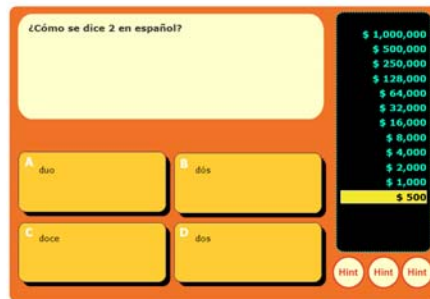 ¿Cómo se dice 2 en español?
A
duo
B
dós
C
doce
D
dos
$ 1,000,000
$ 500,000
$ 250,000
$ 128,000
$ 64,000
$ 32,000
$ 16,000
$ 8,000
$ 4,000
$ 2,000
$ 1,000
$ 500
Hint
Hint
Hint